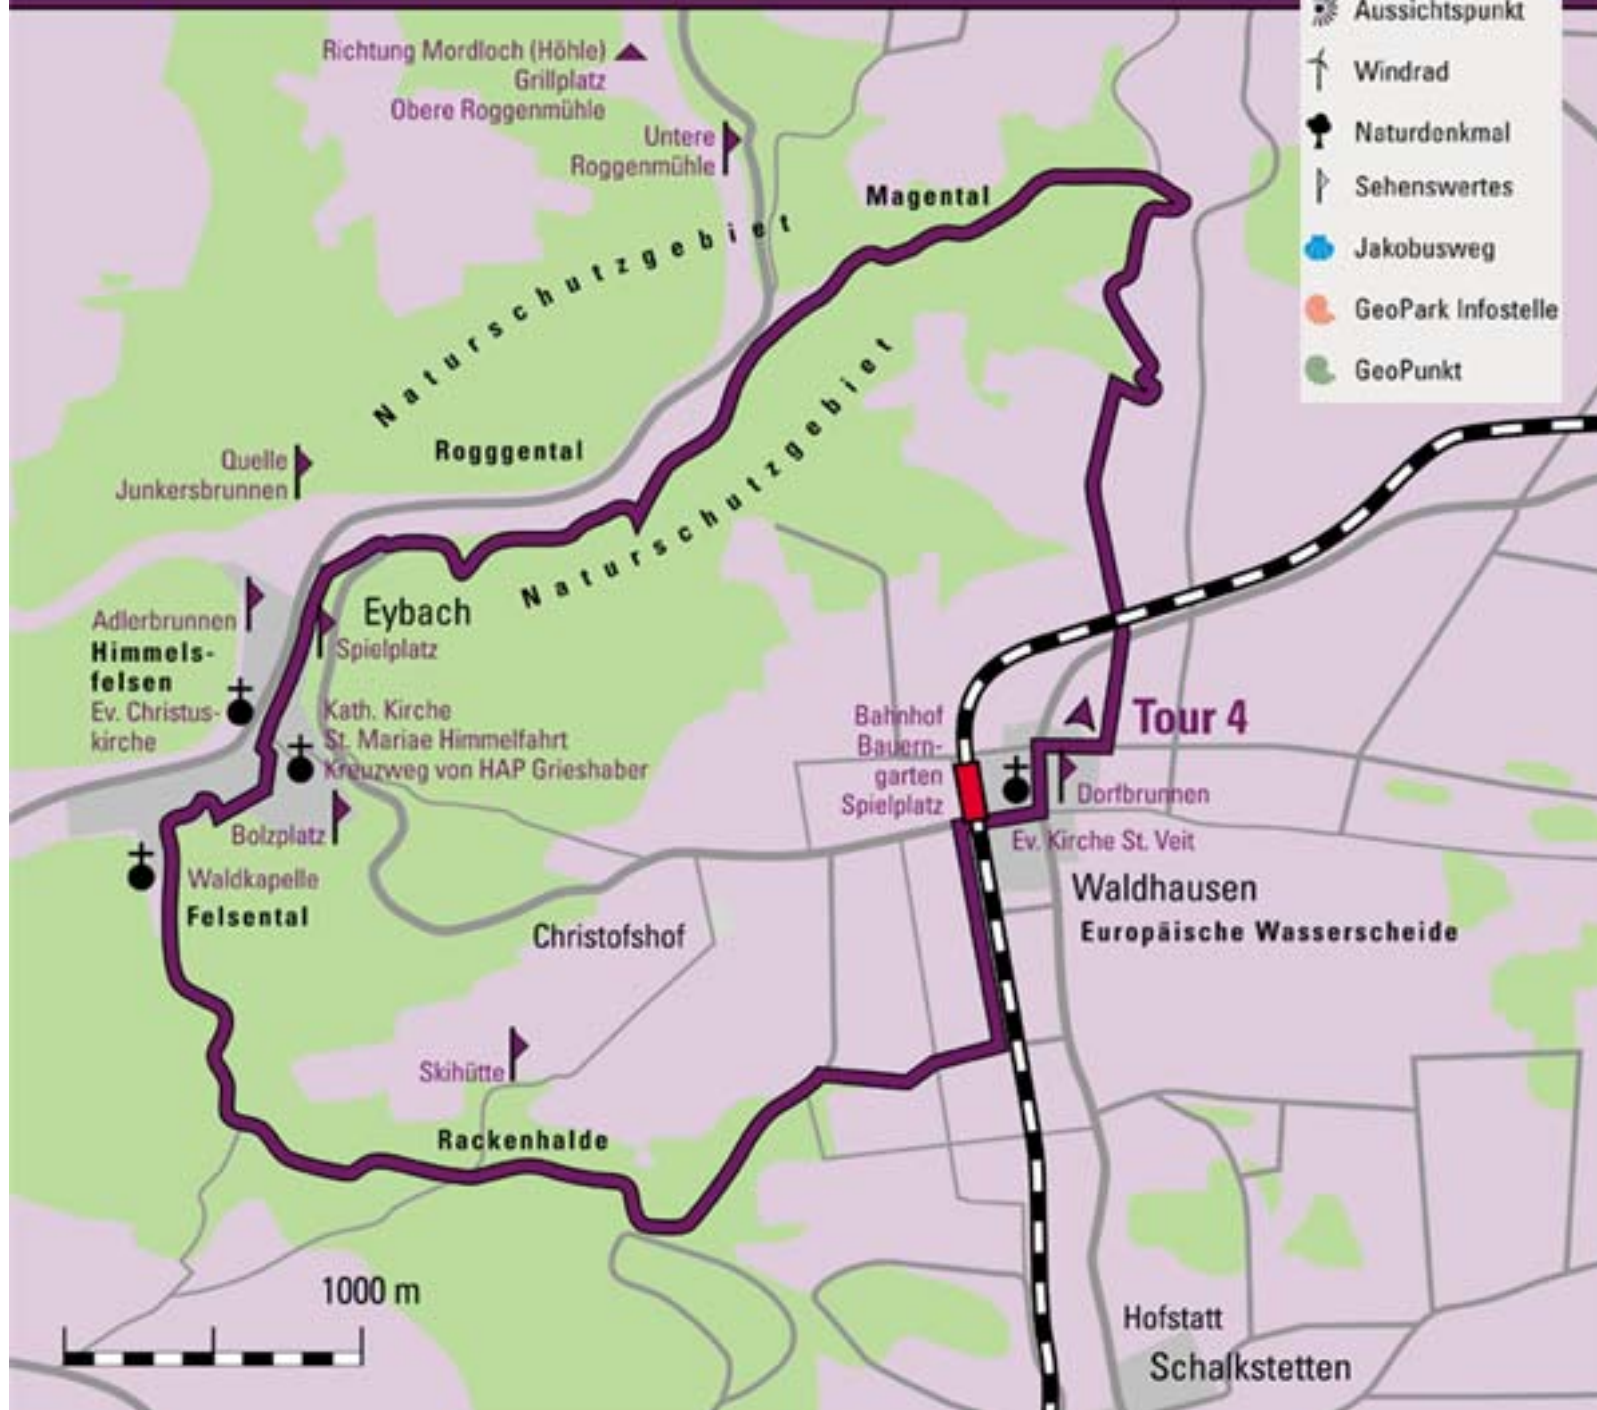 Richtung Mordloch (Höhle)
Grillplatz
Obere Roggenmühle
Untere
Roggenmühle
Magental
Naturschutzgebiet
Naturschutzgebiet
Rogggental
Quelle
Junkersbrunnen
Aussichtspunkt
Windrad
Naturdenkmal
Sehenswertes
Jakobusweg
GeoPark Infostelle
GeoPunkt
Adlerbrunnen
Himmels-
felsen
Ev. Christus-
kirche
Eybach
Spielplatz
Kath. Kirche
St. Mariae Himmelfahrt
Kreuzweg von HAP Grieshaber
Bolzplatz
Waldkapelle
Felsental
Bahnhof
Bauern-
garten
Spielplatz
Tour 4
Dorfbrunnen
Ev. Kirche St. Veit
Waldhausen
Europäische Wasserscheide
Christofshof
Skihütte
Rackenhalde
1000 m
Hofstatt
Schalkstetten